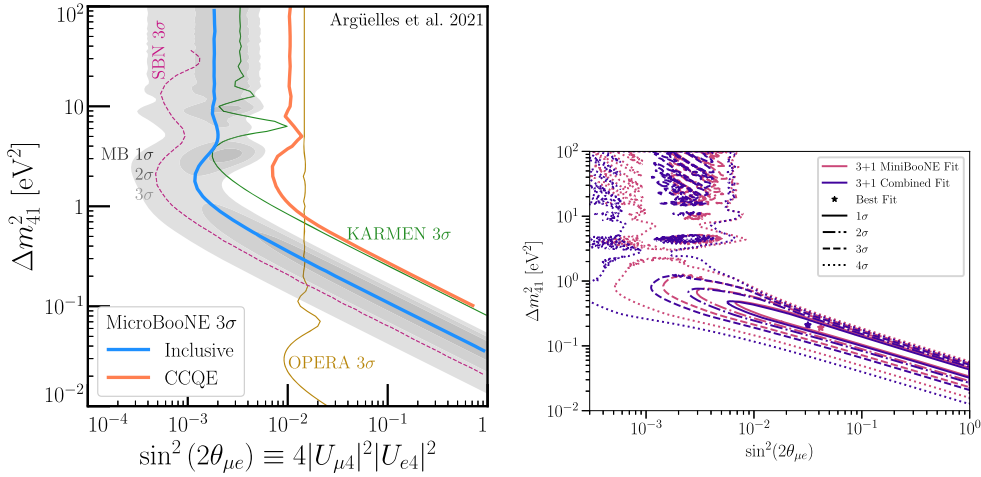 Argüelles et al. 2021
10^2
10
1
10^-1
10^-2
Δm^2_41 [eV^2]
SBN 3σ
MB 1σ
2σ
3σ
KARMEN 3σ
OPERA 3σ
MicroBooNE 3σ
Inclusive
CCQE
10^-4 10^-3 10^-2 10^-1 1
sin^2 (2θ_μe) ≡ 4|U_μ4|^2|U_e4|^2
10^2
10^1
10^0
10^-1
10^-2
Δm^2_41 [eV^2]
3+1 MiniBooNE Fit
3+1 Combined Fit
Best Fit
1σ
2σ
3σ
4σ
10^-3 10^-2 10^-1 10^0
sin^2(2θ_μe)